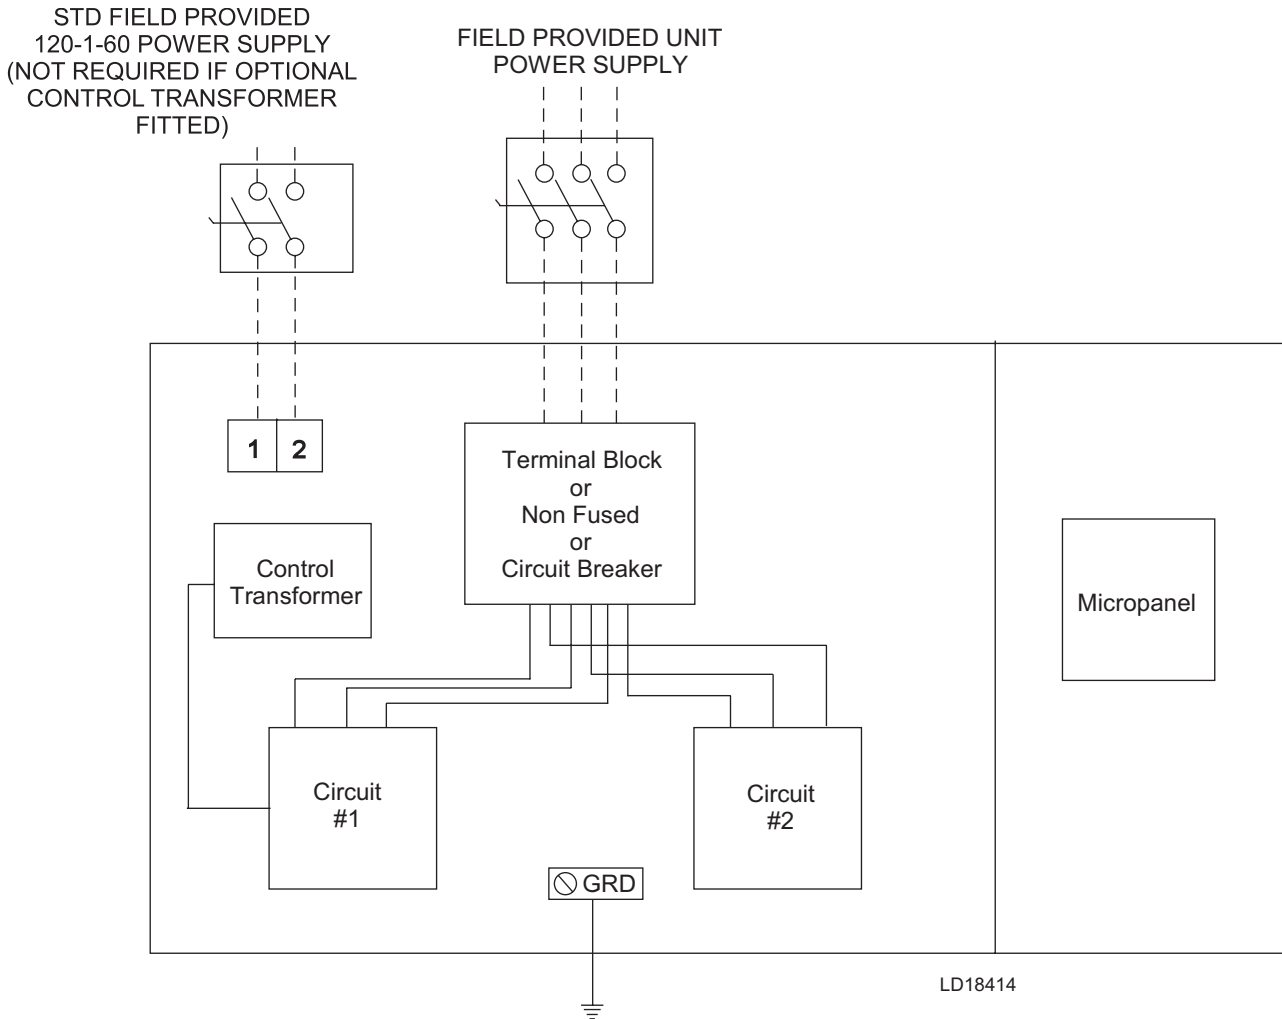 STD FIELD PROVIDED
120-1-60 POWER SUPPLY
(NOT REQUIRED IF OPTIONAL
CONTROL TRANSFORMER
FITTED)
FIELD PROVIDED UNIT
POWER SUPPLY
1 2
Terminal Block
or
Non Fused
or
Circuit Breaker
Control
Transformer
Micropanel
Circuit
#1
Circuit
#2
GRD
LD18414